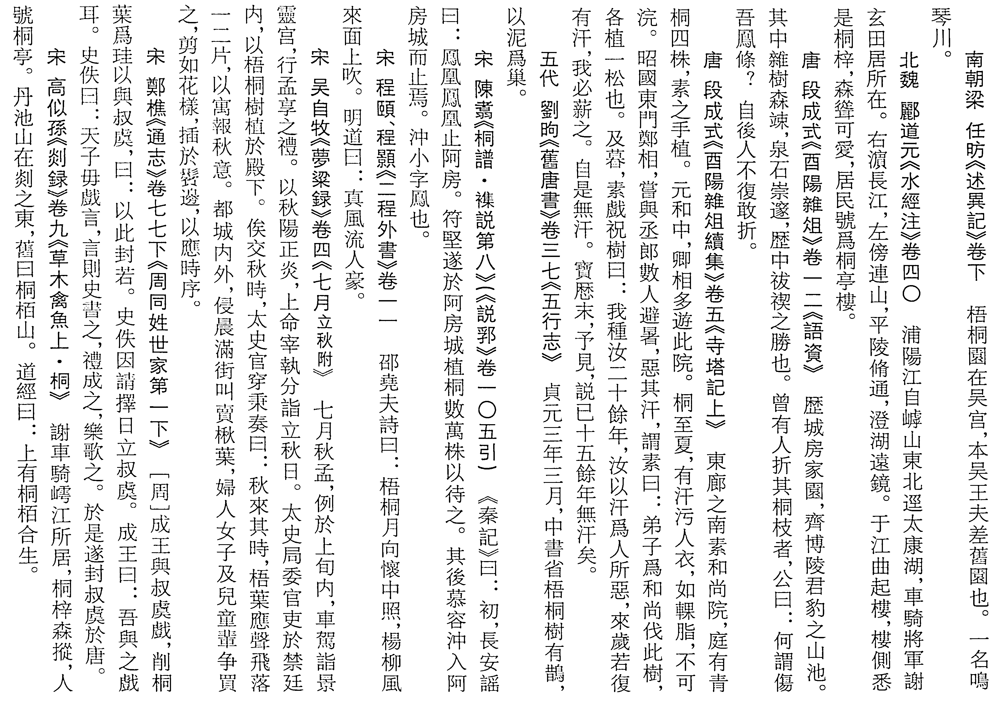 南朝梁　任昉《述異記》卷下　梧桐園在吴宫，本吴王夫差舊園也。一名鳴
琴川。
北魏　酈道元《水經注》卷四〇　浦陽江自嶀山東北逕太康湖，車騎將軍謝
玄田居所在。右濵長江，左傍連山，平陵脩通，澄湖遠鏡。于江曲起樓，樓側悉
是桐梓，森聳可愛，居民號爲桐亭樓。
唐　段成式《酉陽雜俎》卷一二《語資》　歷城房家園，齊博陵君豹之山池。
其中雜樹森竦，泉石崇邃，歷中祓禊之勝也。曾有人折其桐枝者，公曰：何謂傷
吾鳳條？自後人不復敢折。
唐　段成式《酉陽雜俎續集》卷五《寺塔記上》　東廊之南素和尚院，庭有青
桐四株，素之手植。元和中，卿相多遊此院。桐至夏，有汗污人衣，如輠脂，不可
浣。昭國東門鄭相，嘗與丞郎數人避暑，惡其汗，謂素曰：弟子爲和尚伐此樹，
各植一松也。及暮，素戲祝樹曰：我種汝二十餘年，汝以汗爲人所惡，來歲若復
有汗，我必薪之。自是無汗。寶曆末，予見，説已十五餘年無汗矣。
五代　劉昫《舊唐書》卷三七《五行志》　貞元三年三月，中書省梧桐樹有鵲，
以泥爲巢。
宋　陳翥《桐譜·襍説第八》（《説郛》卷一〇五引）　《秦記》曰：初，長安謡
曰：鳳凰鳳凰止阿房。符堅遂於阿房城植桐數萬株以待之。其後慕容沖入阿
房城而止焉。沖小字鳳也。
宋　程頤、程顥《二程外書》卷一一　邵堯夫詩曰：梧桐月向懷中照，楊柳風
來面上吹。明道曰：真風流人豪。
宋　吴自牧《夢粱録》卷四《七月立秋附》　七月秋孟，例於上旬内，車駕詣景
靈宫，行孟享之禮。以秋陽正炎，上命宰執分詣立秋日。太史局委官吏於禁廷
内，以梧桐樹植於殿下。俟交秋時，太史官穿秉奏曰：秋來其時，梧葉應聲飛落
一二片，以寓報秋意。都城内外，侵晨滿街叫賣楸葉，婦人女子及兒童輩争買
之，剪如花樣，插於鬢邊，以應時序。
宋　鄭樵《通志》卷七七下《周同姓世家第一下》　［周］成王與叔虞戲，削桐
葉爲珪以與叔虞，曰：以此封若。史佚因請擇日立叔虞。成王曰：吾與之戲
耳。史佚曰：天子毋戲言，言則史書之，禮成之，樂歌之。於是遂封叔虞於唐。
宋　高似孫《剡録》卷九《草木禽魚上·桐》　謝車騎嶀江所居，桐梓森摐，人
號桐亭。丹池山在剡之東，舊曰桐栢山。道經曰：上有桐栢合生。